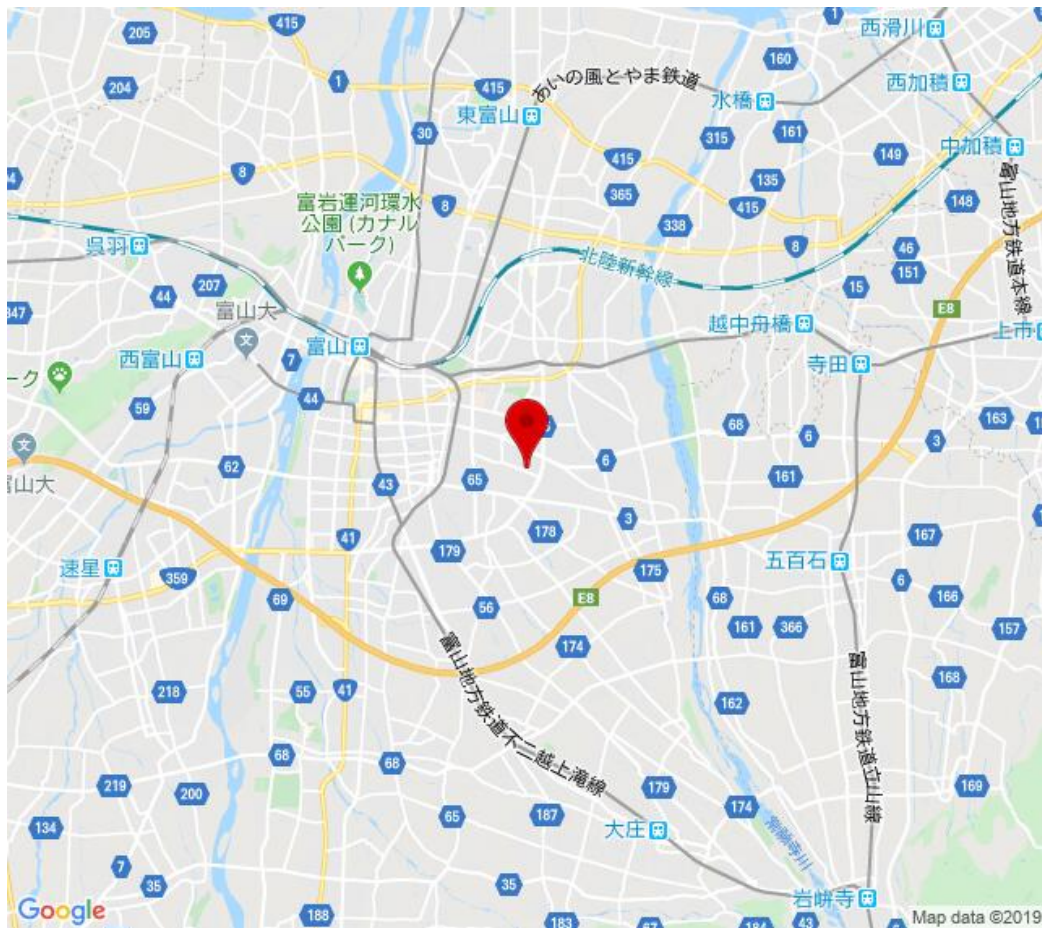 415
205
1
西滑川
160
204
415
あいの風とやま鉄道
水橋
西加積
30
東富山
315
161
中加積
149
8
415
365
135
148
富岩運河環水
公園 (カナル
パーク)
8
415
338
富山地方鉄道本線
呉羽
北陸新幹線
8
46
151
207
44
15
347
富山大
越中舟橋
E8
上市
西富山
7
富山
寺田
ーク
59
44
163
68
6
3
文
62
6
161
富山大
43
65
3
178
167
41
179
五百石
速星
359
175
6
69
E8
68
166
56
161
366
157
174
218
55
41
富山地方鉄道不二越上滝線
富山地方鉄道立山線
168
162
68
68
219
200
179
174
169
134
65
187
大庄
常願寺川
7
35
35
岩峅寺
Google
188
183
67
184
43
6
Map data ©2019